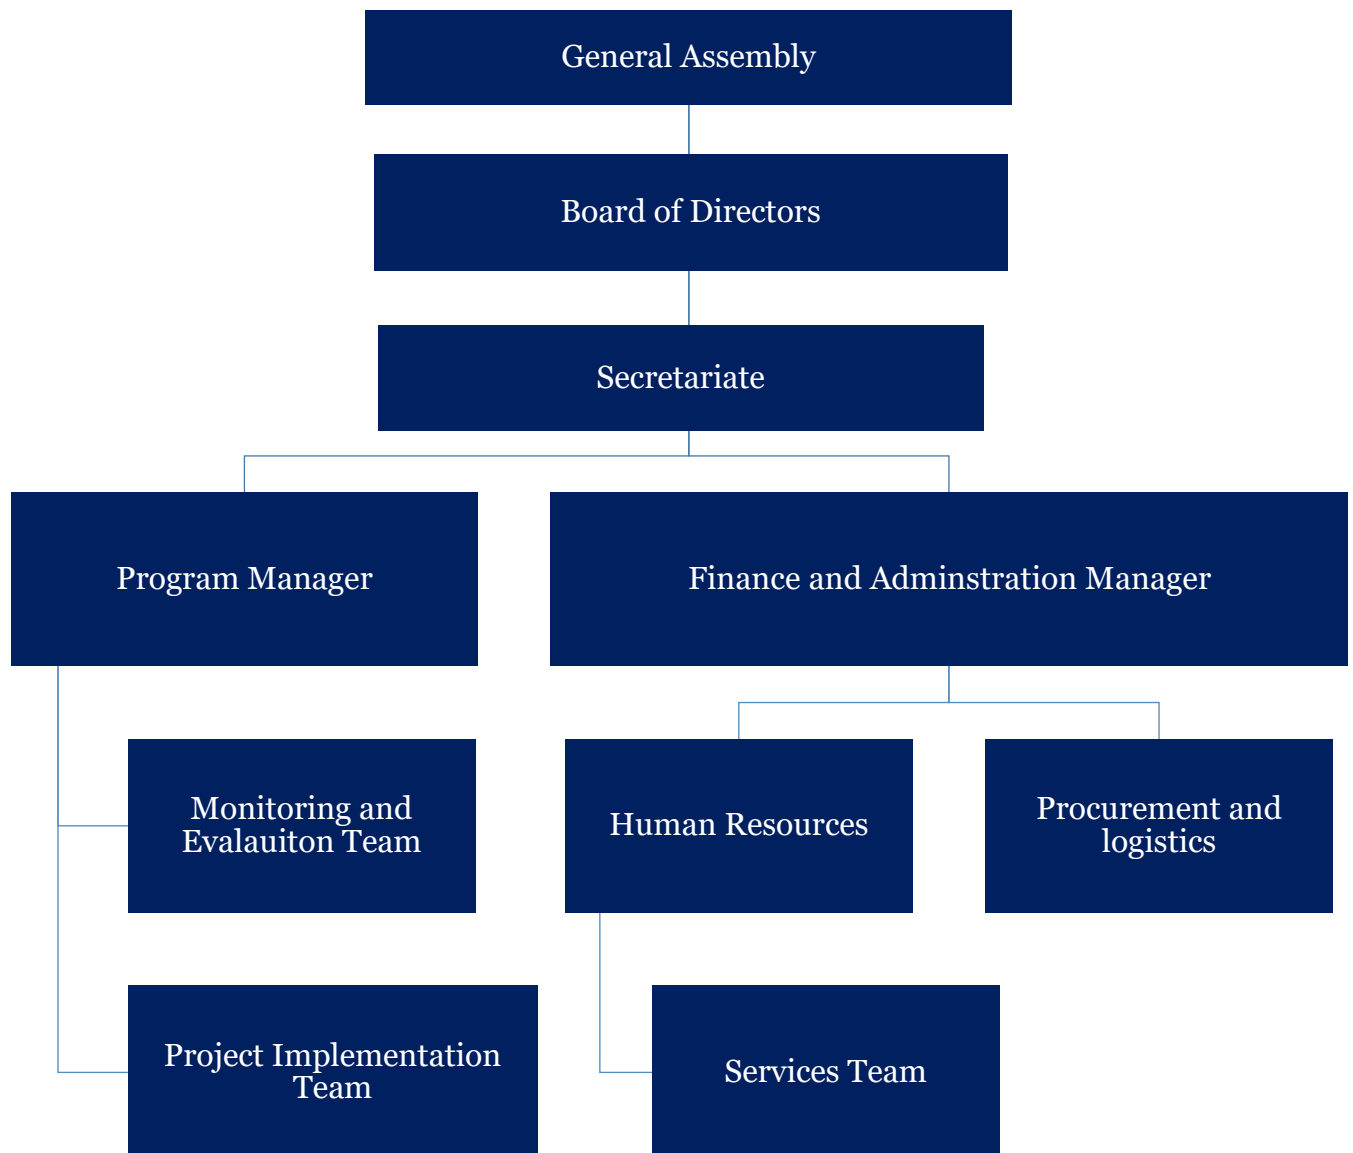 General Assembly
Board of Directors
Secretariate
Program Manager
Finance and Adminstration Manager
Monitoring and
Evalauiton Team
Human Resources
Procurement and
logistics
Project Implementation
Team
Services Team